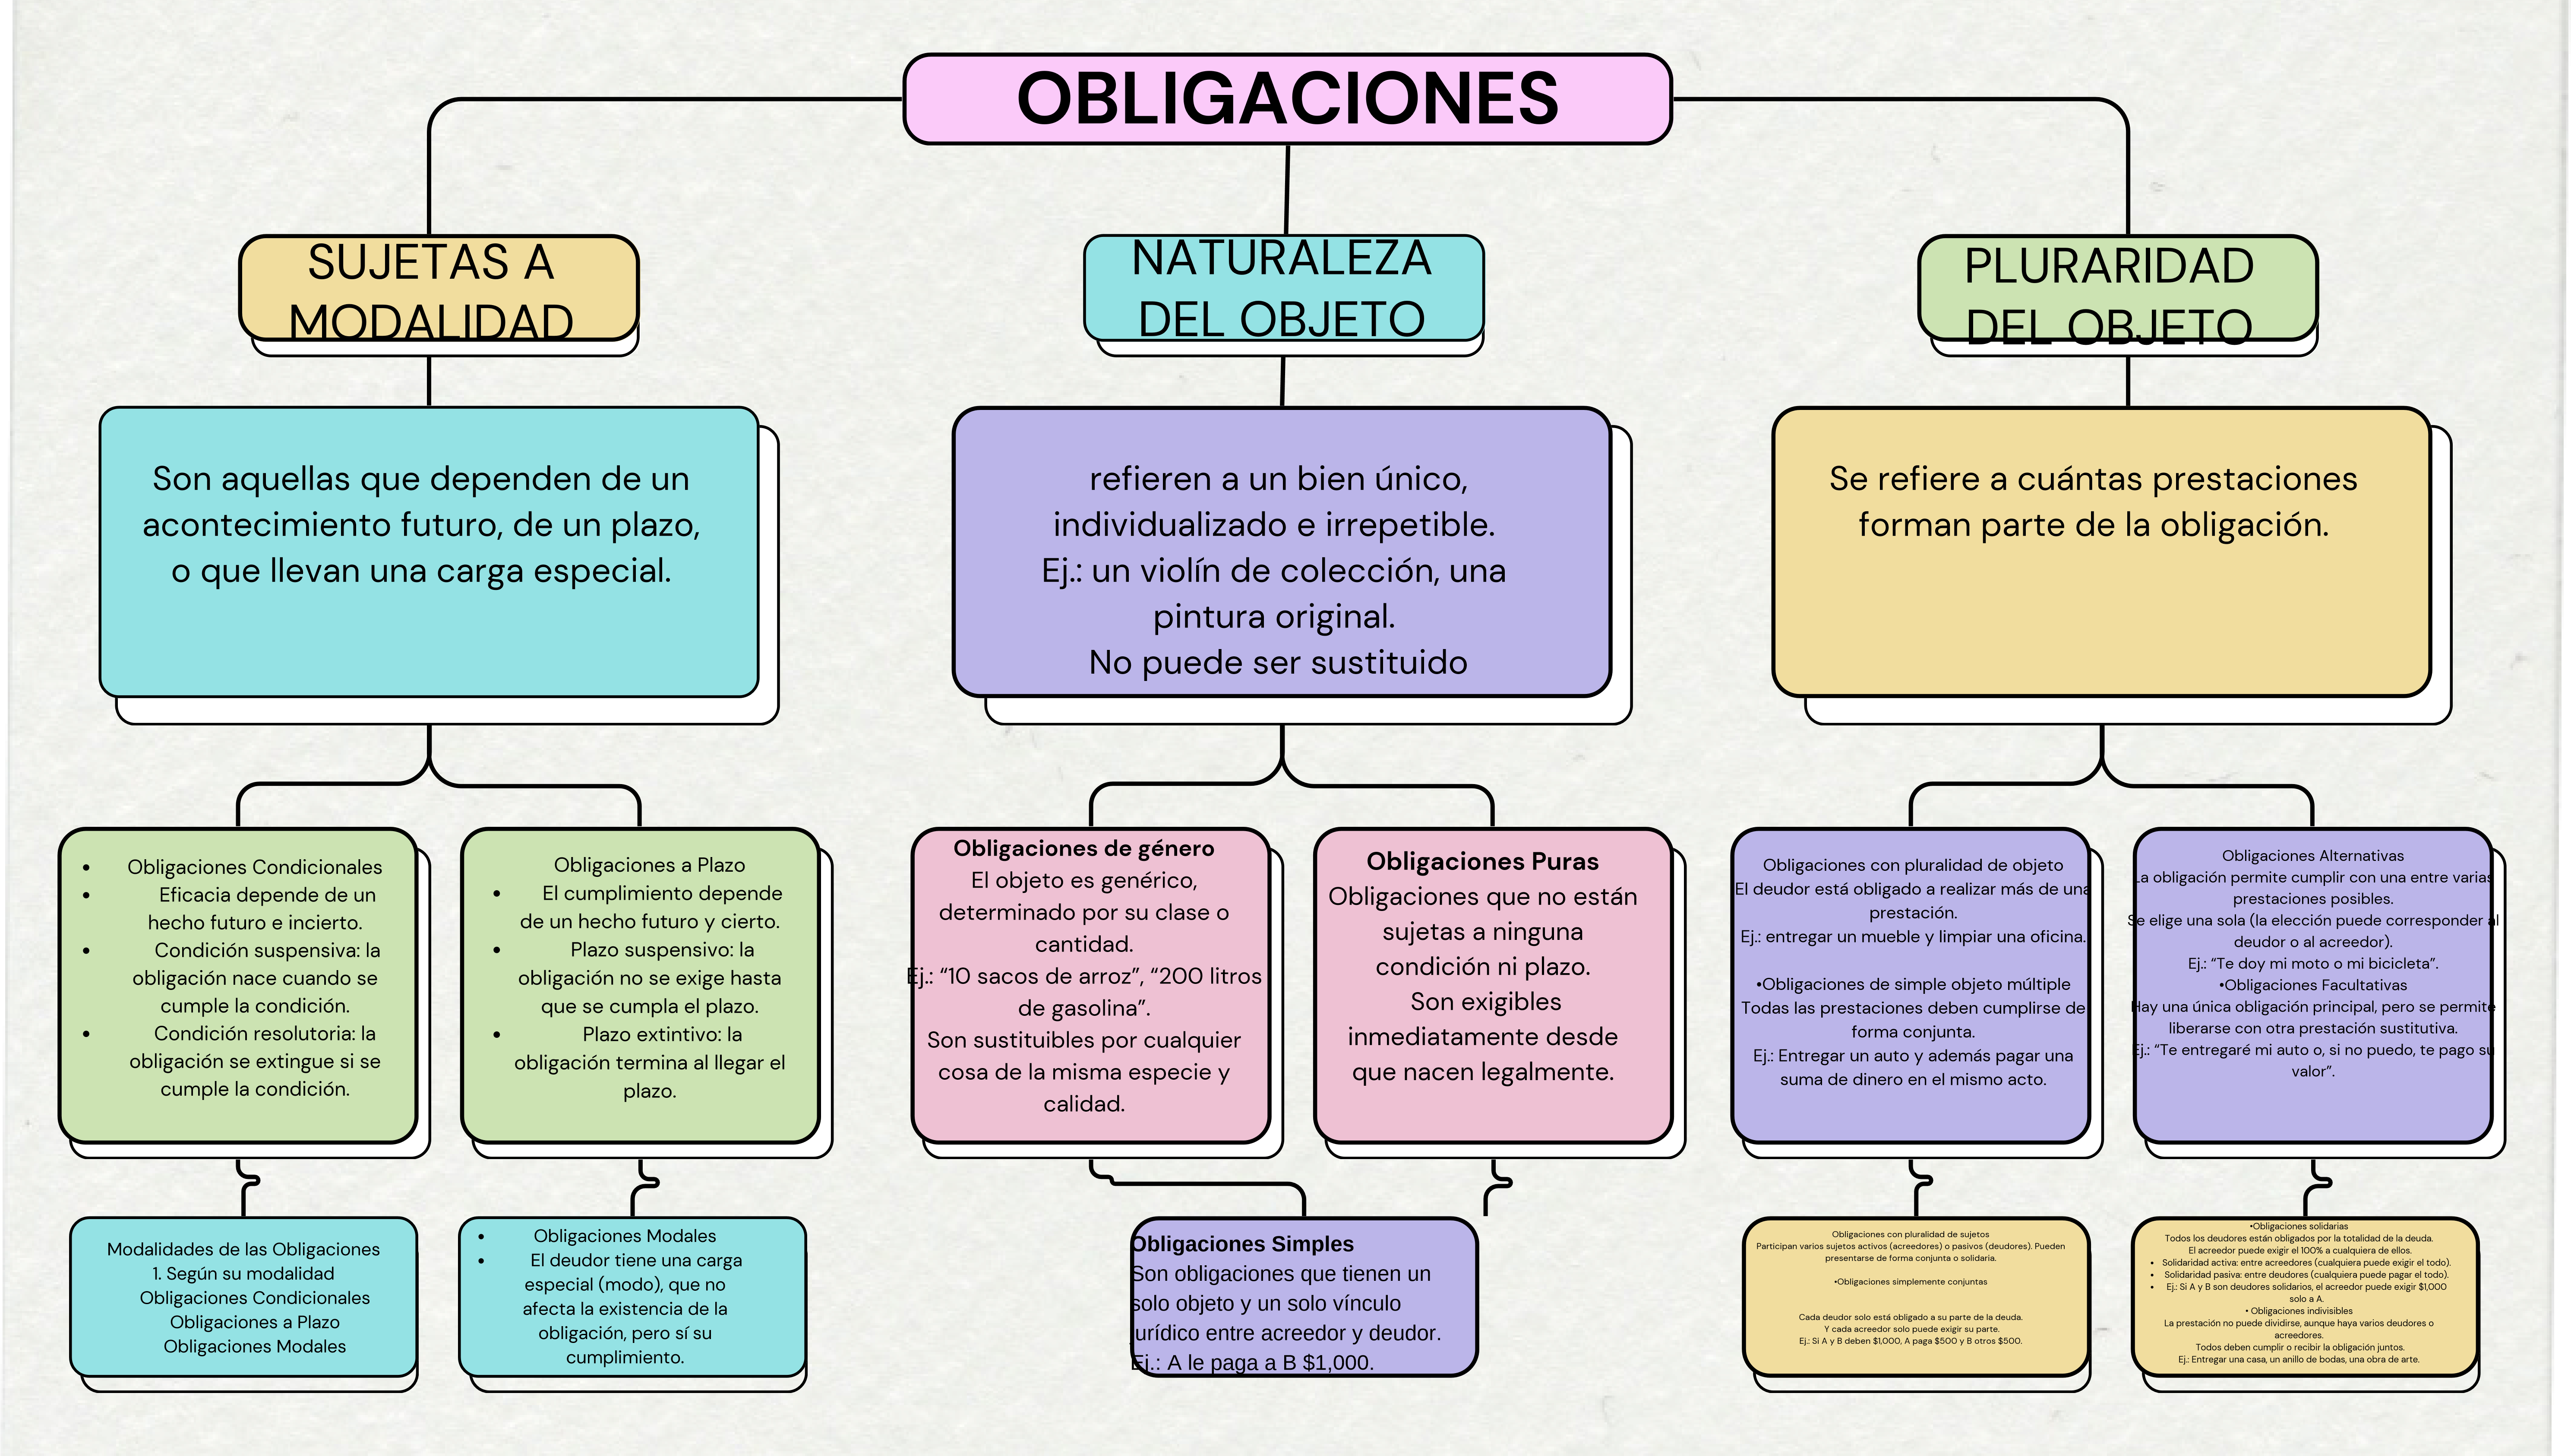 OBLIGACIONES
SUJETAS A
MODALIDAD
NATURALEZA
DEL OBJETO
PLURARIDAD
DEL OBJETO
Son aquellas que dependen de un
acontecimiento futuro, de un plazo,
o que llevan una carga especial.
refieren a un bien único,
individualizado e irrepetible.
Ej.: un violín de colección, una
pintura original.
No puede ser sustituido
Se refiere a cuántas prestaciones
forman parte de la obligación.
• Obligaciones Condicionales
• Eficacia depende de un
hecho futuro e incierto.
• Condición suspensiva: la
obligación nace cuando se
cumple la condición.
• Condición resolutoria: la
obligación se extingue si se
cumple la condición.
Obligaciones a Plazo
• El cumplimiento depende
de un hecho futuro y cierto.
• Plazo suspensivo: la
obligación no se exige hasta
que se cumpla el plazo.
• Plazo extintivo: la
obligación termina al llegar el
plazo.
Obligaciones de género
El objeto es genérico,
determinado por su clase o
cantidad.
Ej.: “10 sacos de arroz”, “200 litros
de gasolina”.
Son sustituibles por cualquier
cosa de la misma especie y
calidad.
Obligaciones Puras
Obligaciones que no están
sujetas a ninguna
condición ni plazo.
Son exigibles
inmediatamente desde
que nacen legalmente.
Obligaciones con pluralidad de objeto
El deudor está obligado a realizar más de una
prestación.
Ej.: entregar un mueble y limpiar una oficina.
•Obligaciones de simple objeto múltiple
Todas las prestaciones deben cumplirse de
forma conjunta.
Ej.: Entregar un auto y además pagar una
suma de dinero en el mismo acto.
Obligaciones Alternativas
La obligación permite cumplir con una entre varias
prestaciones posibles.
Se elige una sola (la elección puede corresponder al
deudor o al acreedor).
Ej.: “Te doy mi moto o mi bicicleta”.
•Obligaciones Facultativas
Hay una única obligación principal, pero se permite
liberarse con otra prestación sustitutiva.
Ej.: “Te entregaré mi auto o, si no puedo, te pago su
valor”.
Modalidades de las Obligaciones
1. Según su modalidad
Obligaciones Condicionales
Obligaciones a Plazo
Obligaciones Modales
• Obligaciones Modales
• El deudor tiene una carga
especial (modo), que no
afecta la existencia de la
obligación, pero sí su
cumplimiento.
Obligaciones Simples
Son obligaciones que tienen un
solo objeto y un solo vínculo
jurídico entre acreedor y deudor.
Ej.: A le paga a B $1,000.
Obligaciones con pluralidad de sujetos
Participan varios sujetos activos (acreedores) o pasivos (deudores). Pueden
presentarse de forma conjunta o solidaria.
•Obligaciones simplemente conjuntas
Cada deudor solo está obligado a su parte de la deuda.
Y cada acreedor solo puede exigir su parte.
Ej.: Si A y B deben $1,000, A paga $500 y B otros $500.
•Obligaciones solidarias
Todos los deudores están obligados por la totalidad de la deuda.
El acreedor puede exigir el 100% a cualquiera de ellos.
• Solidaridad activa: entre acreedores (cualquiera puede exigir el todo).
• Solidaridad pasiva: entre deudores (cualquiera puede pagar el todo).
• Ej.: Si A y B son deudores solidarios, el acreedor puede exigir $1,000
solo a A.
• Obligaciones indivisibles
La prestación no puede dividirse, aunque haya varios deudores o
acreedores.
Todos deben cumplir o recibir la obligación juntos.
Ej.: Entregar una casa, un anillo de bodas, una obra de arte.